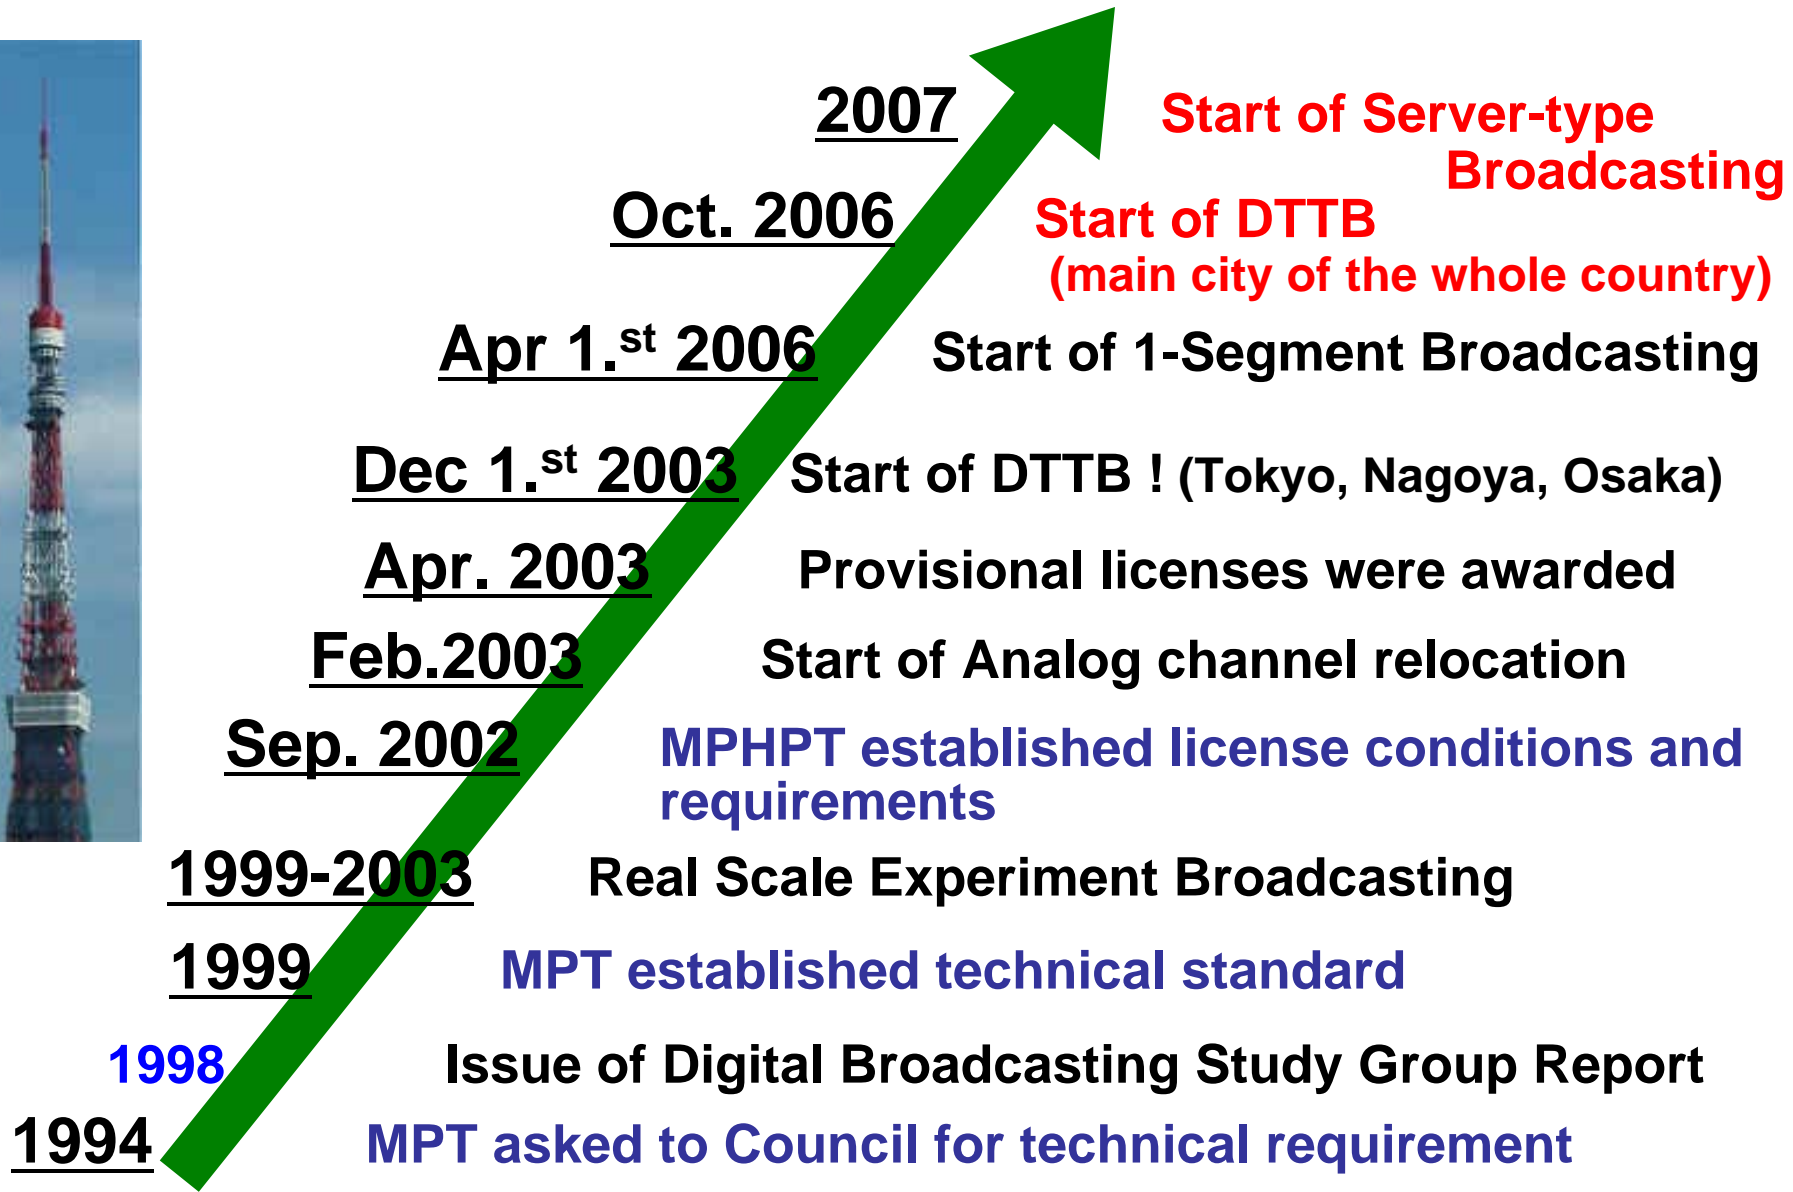 2007 Start of Server-type
Broadcasting
Oct. 2006 Start of DTTB
(main city of the whole country)
Apr 1.st 2006 Start of 1-Segment Broadcasting
Dec 1.st 2003 Start of DTTB ! (Tokyo, Nagoya, Osaka)
Apr. 2003 Provisional licenses were awarded
Feb.2003 Start of Analog channel relocation
Sep. 2002 MPHPT established license conditions and
requirements
1999-2003 Real Scale Experiment Broadcasting
1999 MPT established technical standard
1998 Issue of Digital Broadcasting Study Group Report
1994 MPT asked to Council for technical requirement